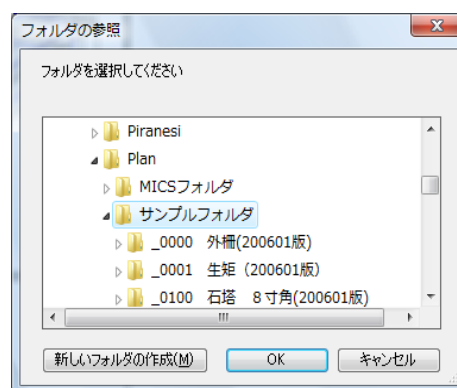 フォルダの参照
フォルダを選択してください
Piranesi
Plan
MICSフォルダ
サンプルフォルダ
_0000　外柵(200601版)
_0001　生矩（200601版）
_0100　石塔　８寸角(200601版)
新しいフォルダの作成(M)
OK
キャンセル